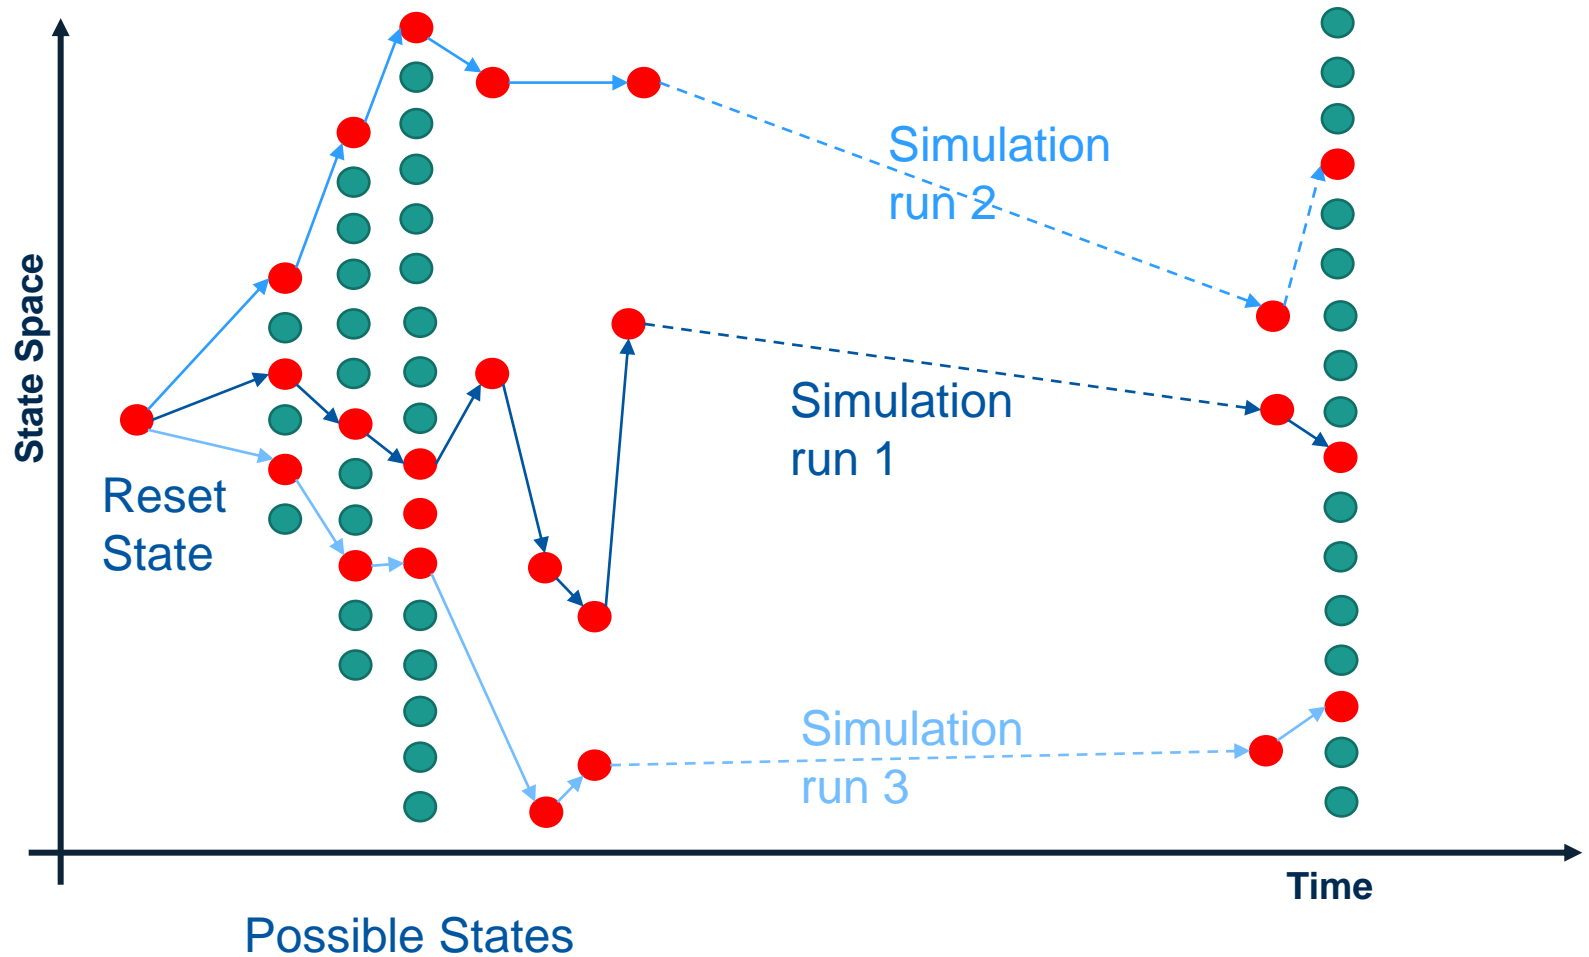 State Space
Simulation
run 2
Simulation
run 1
Reset
State
Simulation
run 3
Time
Possible States